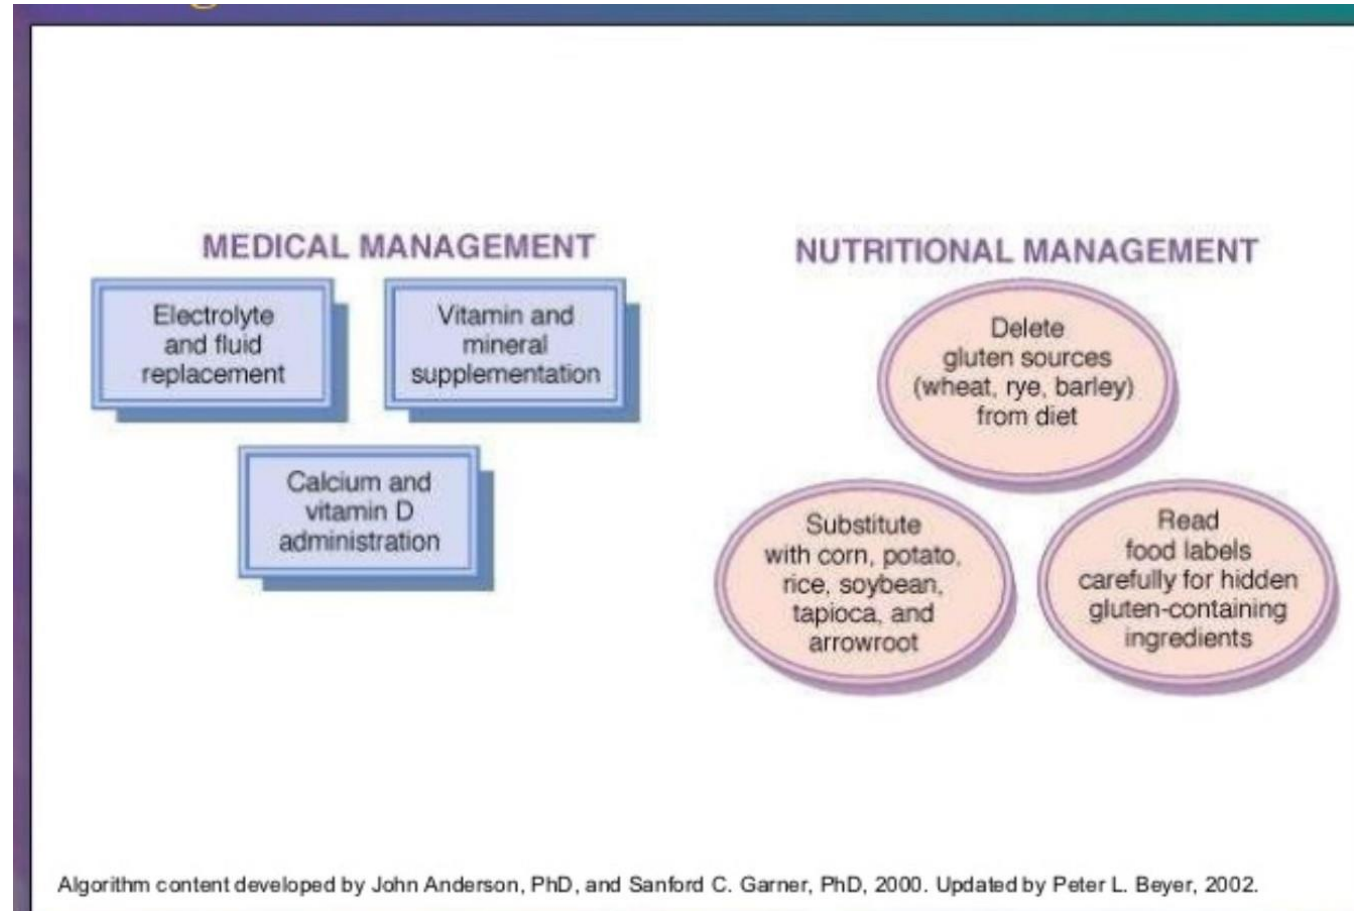 MEDICAL MANAGEMENT
Electrolyte
and fluid
replacement
Vitamin and
mineral
supplementation
Calcium and
vitamin D
administration
NUTRITIONAL MANAGEMENT
Delete
gluten sources
(wheat, rye, barley)
from diet
Substitute
with corn, potato,
rice, soybean,
tapioca, and
arrowroot
Read
food labels
carefully for hidden
gluten-containing
ingredients
Algorithm content developed by John Anderson, PhD, and Sanford C. Garner, PhD, 2000. Updated by Peter L. Beyer, 2002.